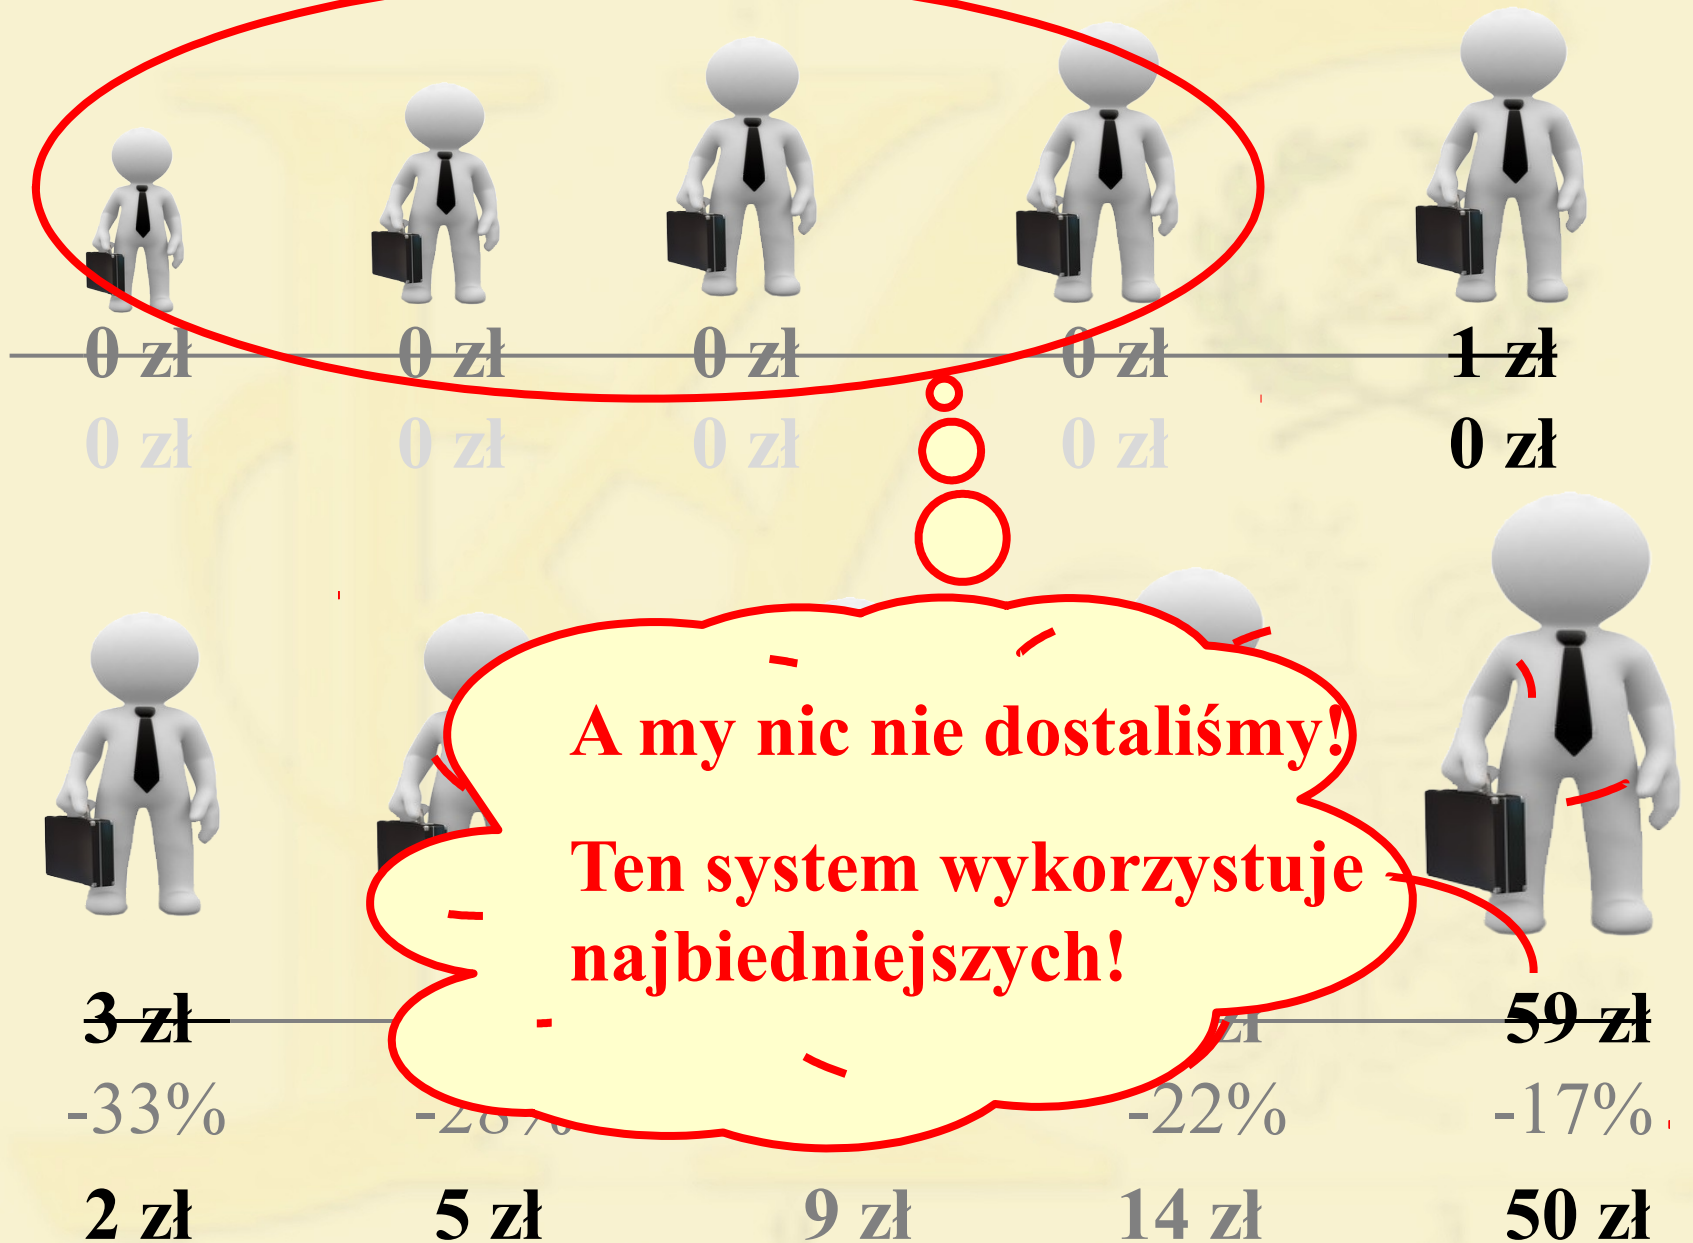 0 zł 0 zł 0 zł 0 zł 1 zł
0 zł 0 zł 0 zł 0 zł 0 zł
A my nic nie dostaliśmy!
Ten system wykorzystuje
najbiedniejszych!
3 zł zł 59 zł
-33% -28% -22% -17%
2 zł 5 zł 9 zł 14 zł 50 zł